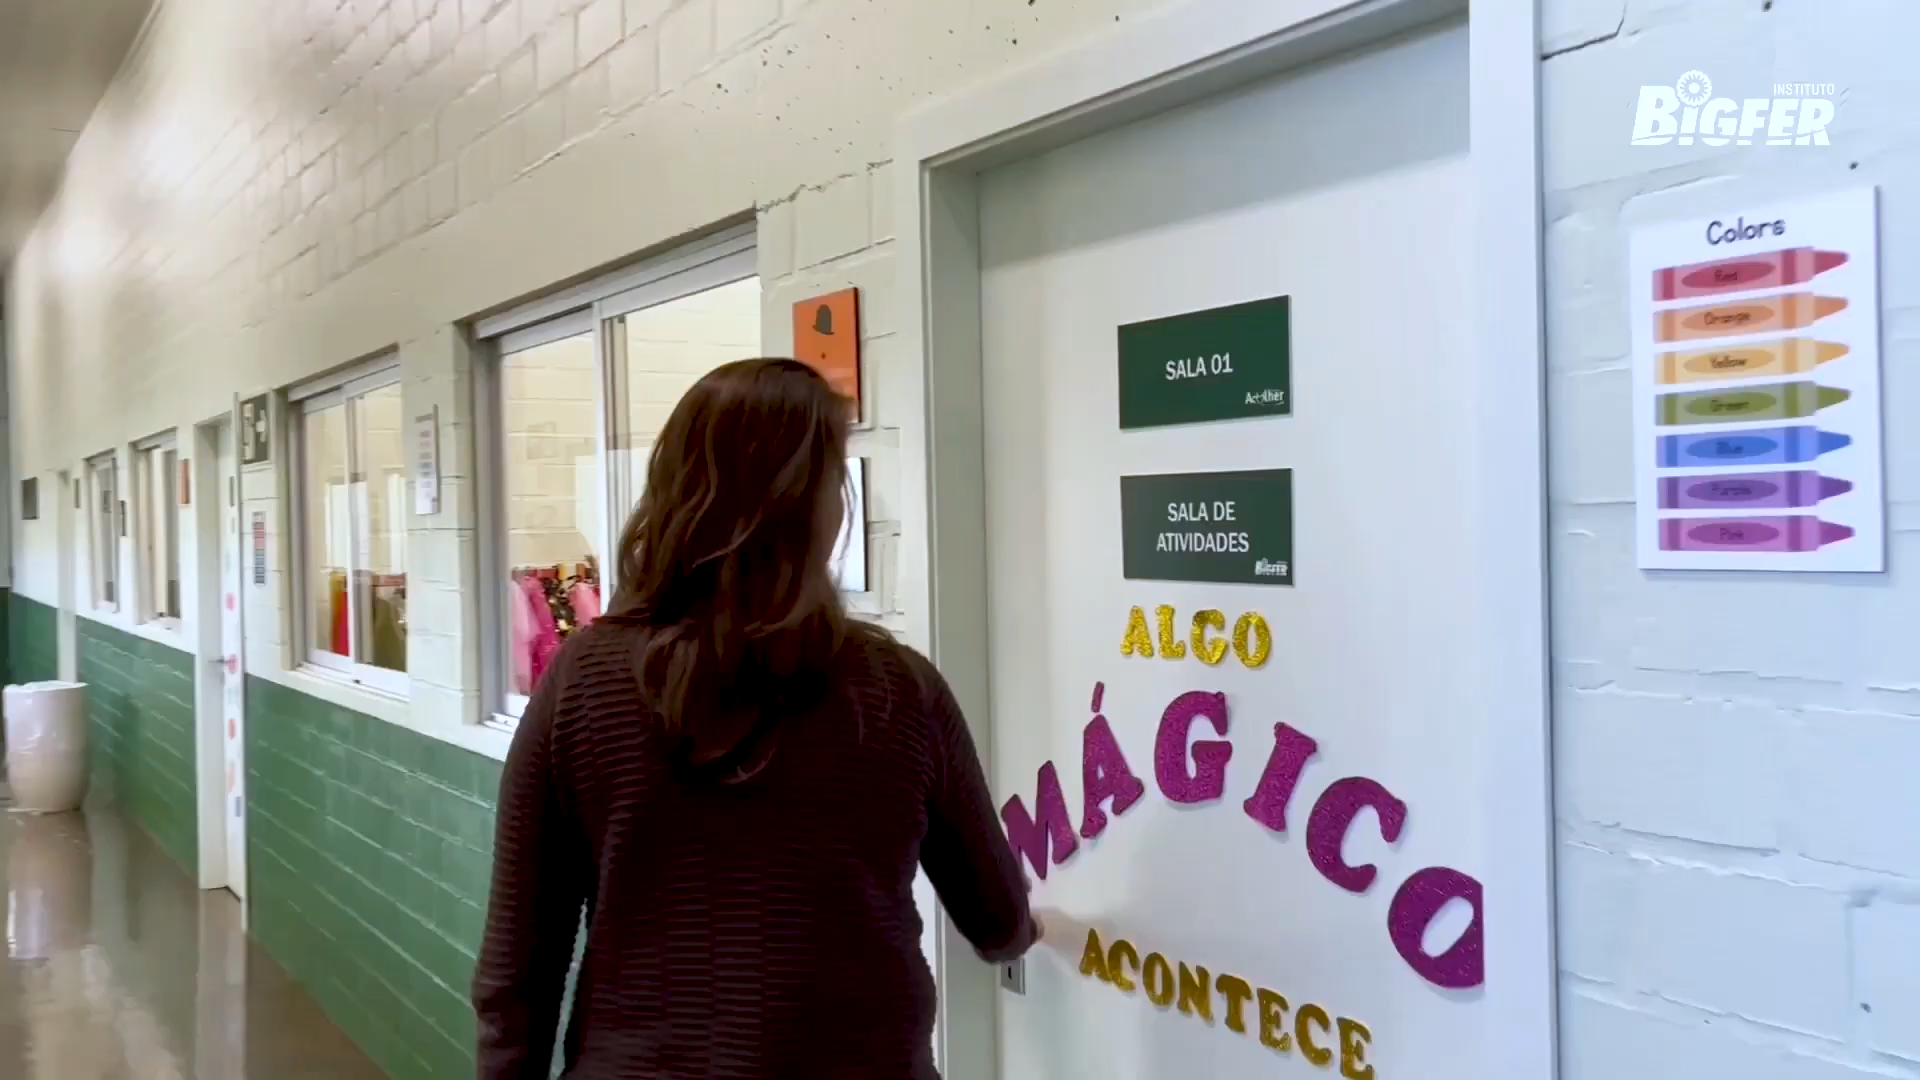 INSTITUTO
BIGFER
SALA 01
Acolher
SALA DE
ATIVIDADES
BIGFER
ALGO
MÁGICO
ACONTECE
Colors
Red
Orange
Yellow
Green
Blue
Purple
Pink